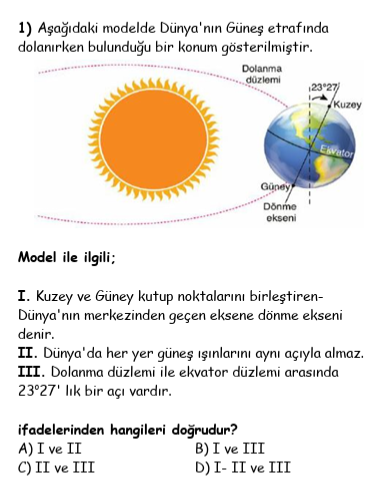 1) Aşağıdaki modelde Dünya'nın Güneş etrafında
dolanırken bulunduğu bir konum gösterilmiştir.
Dolanma
düzlemi
23°27'
Kuzey
Ekvator
Güney
Dönme
ekseni
Model ile ilgili;
I. Kuzey ve Güney kutup noktalarını birleştiren-
Dünya'nın merkezinden geçen eksene dönme ekseni
denir.
II. Dünya'da her yer güneş ışınlarını aynı açıyla almaz.
III. Dolanma düzlemi ile ekvator düzlemi arasında
23°27' lık bir açı vardır.
ifadelerinden hangileri doğrudur?
A) I ve II B) I ve III
C) II ve III D) I- II ve III